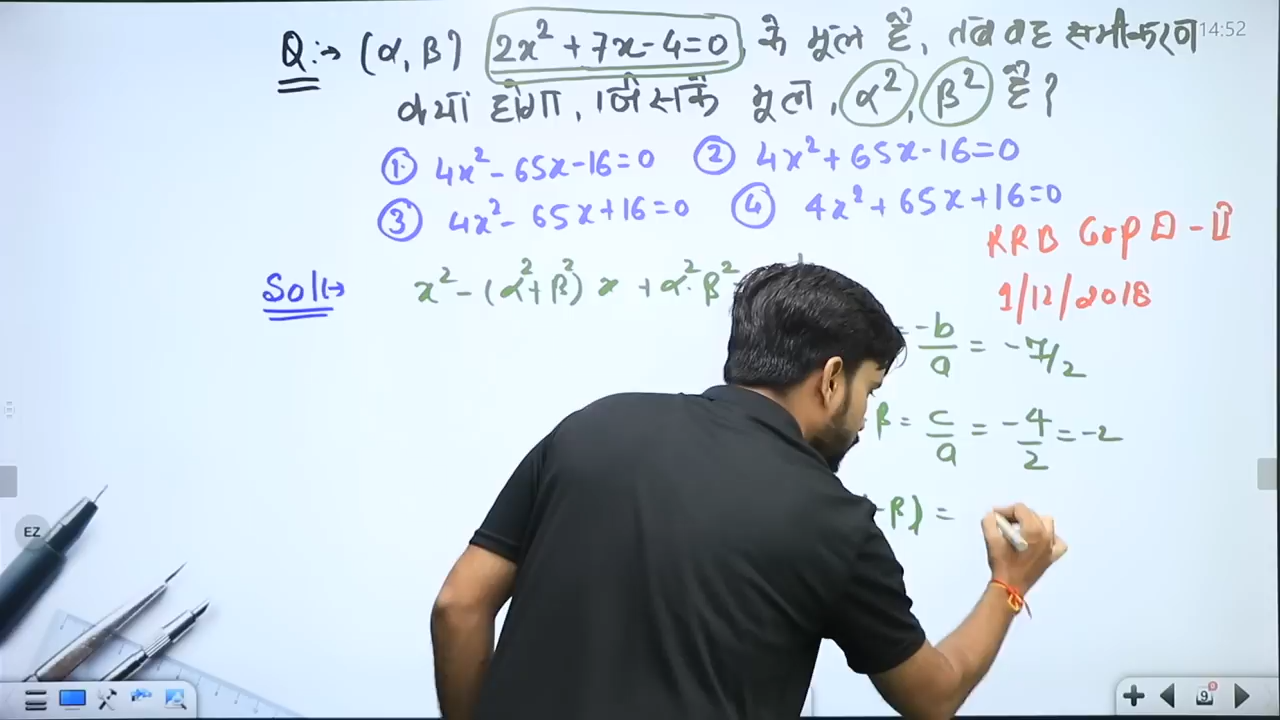 Q:→ (α, β) 2x² + 7x - 4 = 0, के मूल हैं, तब वह समीकरण
क्या होगा, जिसके मूल, α², β² हैं?
① 4x² - 65x - 16 = 0 ② 4x² + 65x - 16 = 0
③ 4x² - 65x + 16 = 0 ④ 4x² + 65x + 16 = 0
RRB Grp D - II
1/12/2018
Sol:→ x² - (α² + β²) x + α². β²
= -b/a = -7/2
β = c/a = -4/2 = -2
β) =
14:52
EZ
9